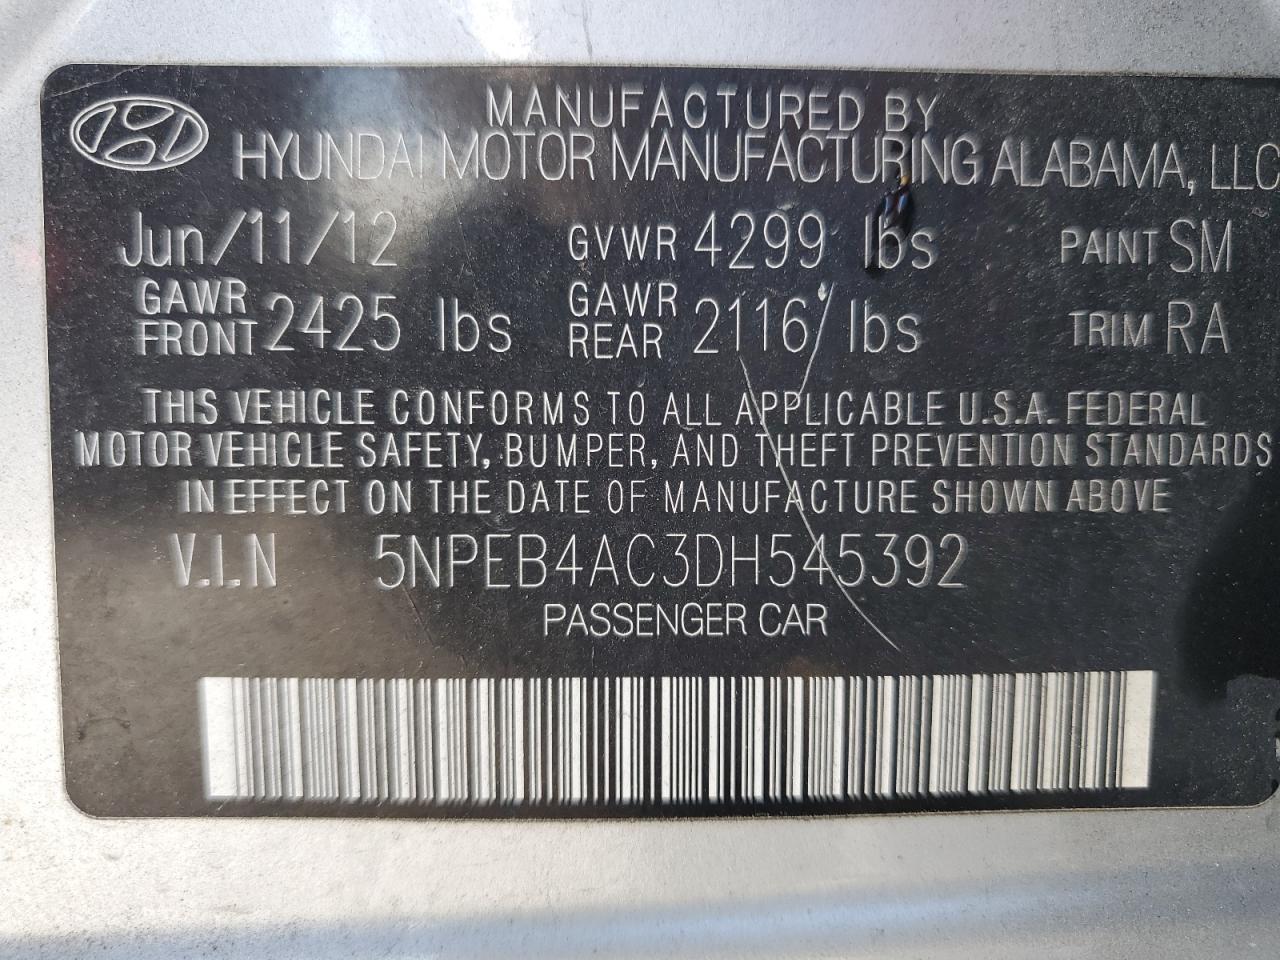 MANUFACTURED BY
HYUNDAI MOTOR MANUFACTURING ALABAMA, LLC
Jun/11/12 GVWR 4299 lbs PAINT SM
GAWR FRONT 2425 lbs GAWR REAR 2116 lbs TRIM RA
THIS VEHICLE CONFORMS TO ALL APPLICABLE U.S.A. FEDERAL
MOTOR VEHICLE SAFETY, BUMPER, AND THEFT PREVENTION STANDARDS
IN EFFECT ON THE DATE OF MANUFACTURE SHOWN ABOVE
V.I.N 5NPEB4AC3DH545392
PASSENGER CAR